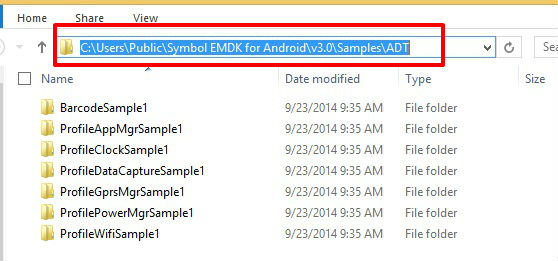 Home Share View
C:\Users\Public\Symbol EMDK for Android\v3.0\Samples\ADT
Sea
Name Date modified Type Size
BarcodeSample1 9/23/2014 9:35 AM File folder
ProfileAppMgrSample1 9/23/2014 9:35 AM File folder
ProfileClockSample1 9/23/2014 9:35 AM File folder
ProfileDataCaptureSample1 9/23/2014 9:35 AM File folder
ProfileGprsMgrSample1 9/23/2014 9:35 AM File folder
ProfilePowerMgrSample1 9/23/2014 9:35 AM File folder
ProfileWifiSample1 9/23/2014 9:35 AM File folder